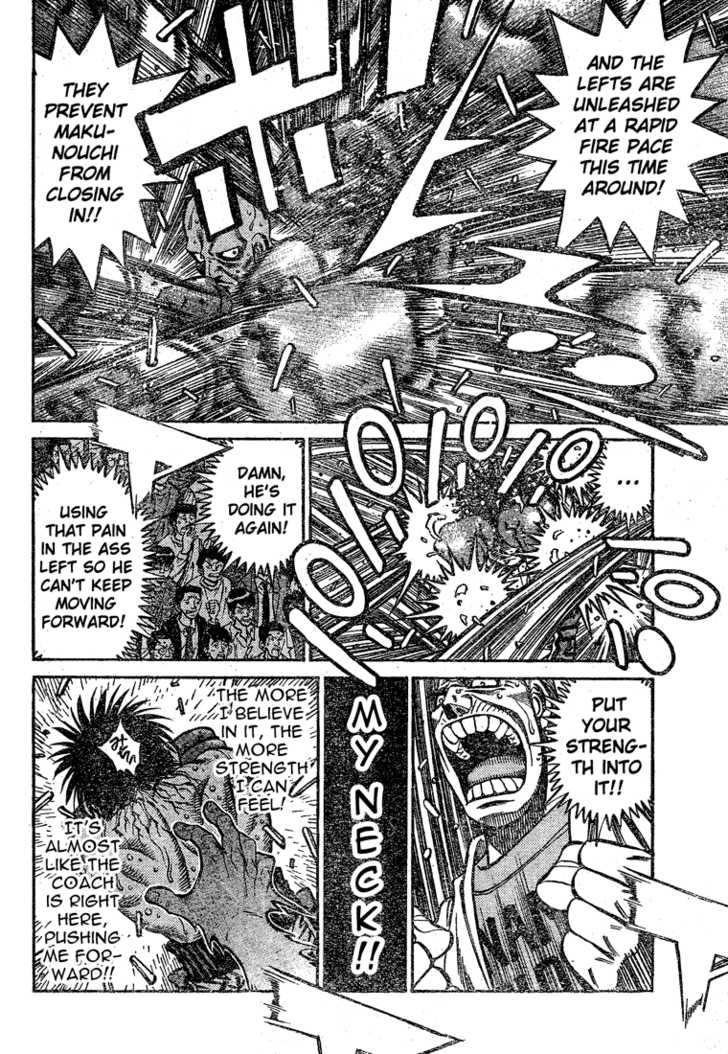 AND THE
LEFTS ARE
UNLEASHED
AT A RAPID
FIRE PACE
THIS TIME
AROUND!
THEY
PREVENT
MAKU-
NOUCHI
FROM
CLOSING
IN!!
...
DAMN,
HE'S
DOING IT
AGAIN!
USING
THAT PAIN
IN THE ASS
LEFT SO HE
CAN'T KEEP
MOVING
FORWARD!
PUT
YOUR
STRENG-
TH INTO
IT!!
MY NECK!!
THE MORE
I BELIEVE
IN IT, THE
MORE
STRENGTH
I CAN
FEEL!
IT'S
ALMOST
LIKE THE
COACH
IS RIGHT
HERE,
PUSHING
ME FOR-
WARD!!